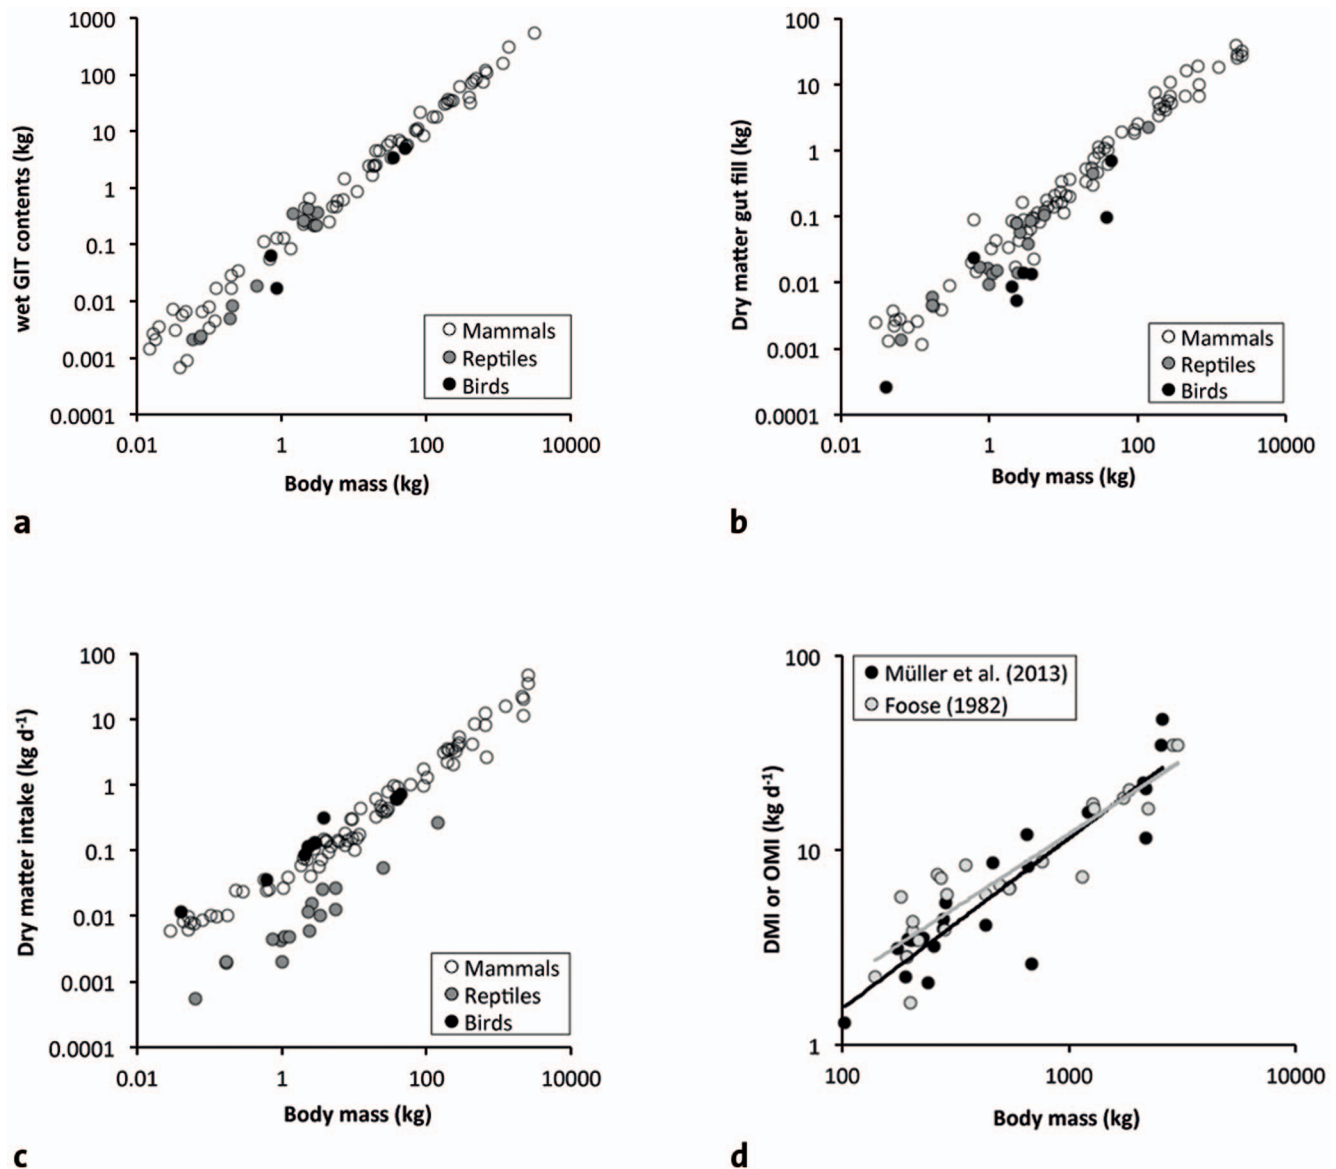 1000
100
10
1
0.1
0.01
0.001
0.0001
wet GIT contents (kg)
Mammals
Reptiles
Birds
0.01 1 100 10000
Body mass (kg)
a
100
10
1
0.1
0.01
0.001
0.0001
Dry matter gut fill (kg)
Mammals
Reptiles
Birds
0.01 1 100 10000
Body mass (kg)
b
100
10
1
0.1
0.01
0.001
0.0001
Dry matter intake (kg d⁻¹)
Mammals
Reptiles
Birds
0.01 1 100 10000
Body mass (kg)
c
100
10
1
DMI or OMI (kg d⁻¹)
Müller et al. (2013)
Foose (1982)
100 1000 10000
Body mass (kg)
d